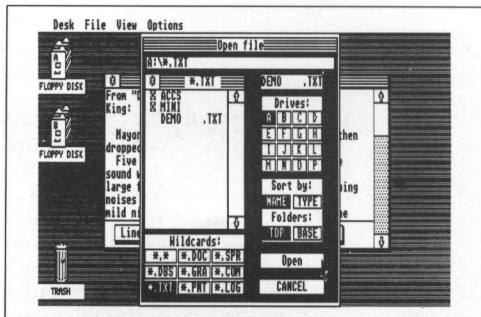 Desk File View Options
Open file
A:\*.TXT
FLOPPY DISK
FLOPPY DISK
TRASH
From "D
King:
Mayor
dropped
Five
sound w
large f
noises
mild ni
Line
then
ping
*.TXT
ACCS
MINI
DEMO .TXT
DEMO .TXT
Drives:
A B C D
E F G H
I J K L
M N O P
Sort by:
NAME TYPE
Folders:
TOP BASE
Open
CANCEL
Wildcards:
*.* *.DOC *.SPR
*.DBS *.GRA *.COM
*.TXT *.PNT *.LOG